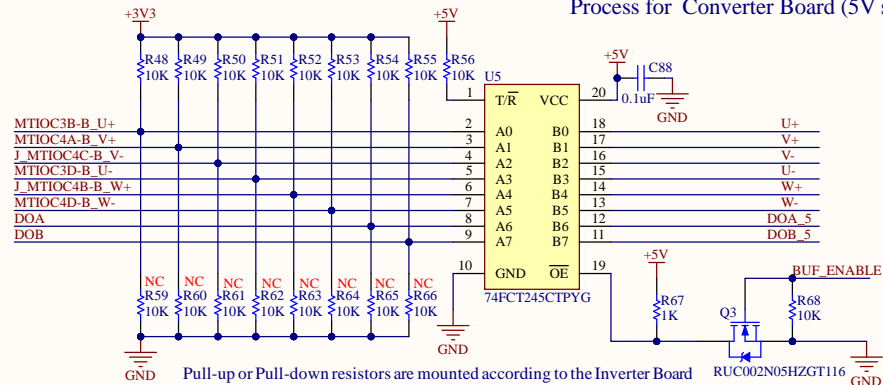 Process for Converter Board (5V s
+3V3
+5V
+5V
R48 R49 R50 R51 R52 R53 R54 R55 R56
10K 10K 10K 10K 10K 10K 10K 10K 10K
U5
C88
0.1uF
GND
1 T/R VCC 20
MTIOC3B-B_U+ 2 A0 B0 18 U+
MTIOC4A-B_V+ 3 A1 B1 17 V+
J_MTIOC4C-B_V- 4 A2 B2 16 V-
MTIOC3D-B_U- 5 A3 B3 15 U-
J_MTIOC4B-B_W+ 6 A4 B4 14 W+
MTIOC4D-B_W- 7 A5 B5 13 W-
DOA 8 A6 B6 12 DOA_5
DOB 9 A7 B7 11 DOB_5
10 GND OE 19
74FCT245CTPYG
+5V
BUF_ENABLE
NC NC NC NC NC NC NC NC
R59 R60 R61 R62 R63 R64 R65 R66
10K 10K 10K 10K 10K 10K 10K 10K
R67
1K
Q3
R68
10K
GND
GND
RUC002N05HZGT116
GND
Pull-up or Pull-down resistors are mounted according to the Inverter Board